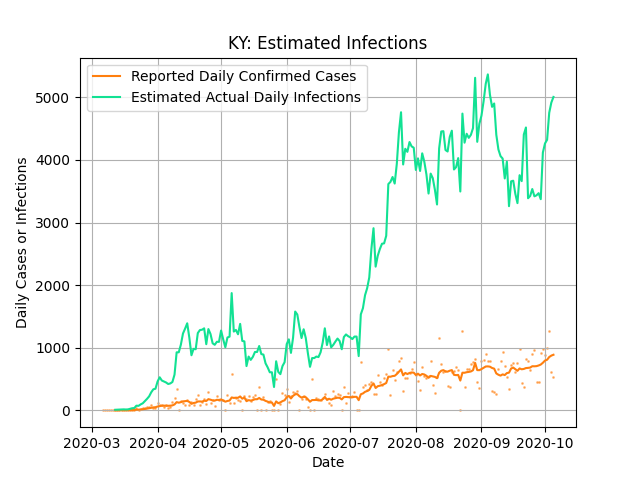 KY: Estimated Infections
Reported Daily Confirmed Cases
Estimated Actual Daily Infections
Daily Cases or Infections
5000
4000
3000
2000
1000
0
2020-03 2020-04 2020-05 2020-06 2020-07 2020-08 2020-09 2020-10
Date